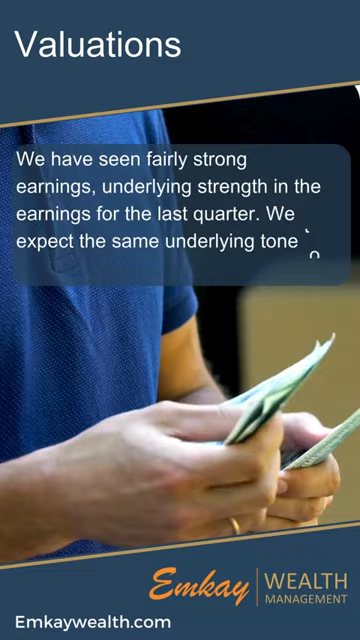 Valuations
We have seen fairly strong
earnings, underlying strength in the
earnings for the last quarter. We
expect the same underlying tone
Emkay WEALTH
MANAGEMENT
Emkaywealth.com